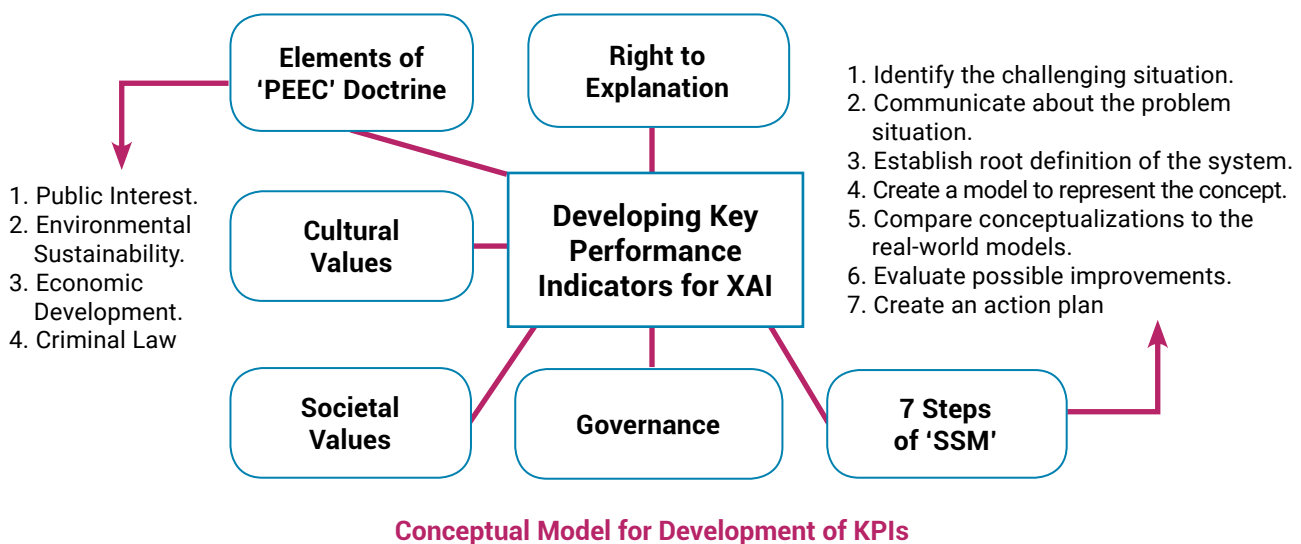 Elements of
‘PEEC’ Doctrine
Right to
Explanation
1. Public Interest.
2. Environmental
Sustainability.
3. Economic
Development.
4. Criminal Law
Cultural
Values
Developing Key
Performance
Indicators for XAI
1. Identify the challenging situation.
2. Communicate about the problem
situation.
3. Establish root definition of the system.
4. Create a model to represent the concept.
5. Compare conceptualizations to the
real-world models.
6. Evaluate possible improvements.
7. Create an action plan
Societal
Values
Governance
7 Steps
of ‘SSM’
Conceptual Model for Development of KPIs